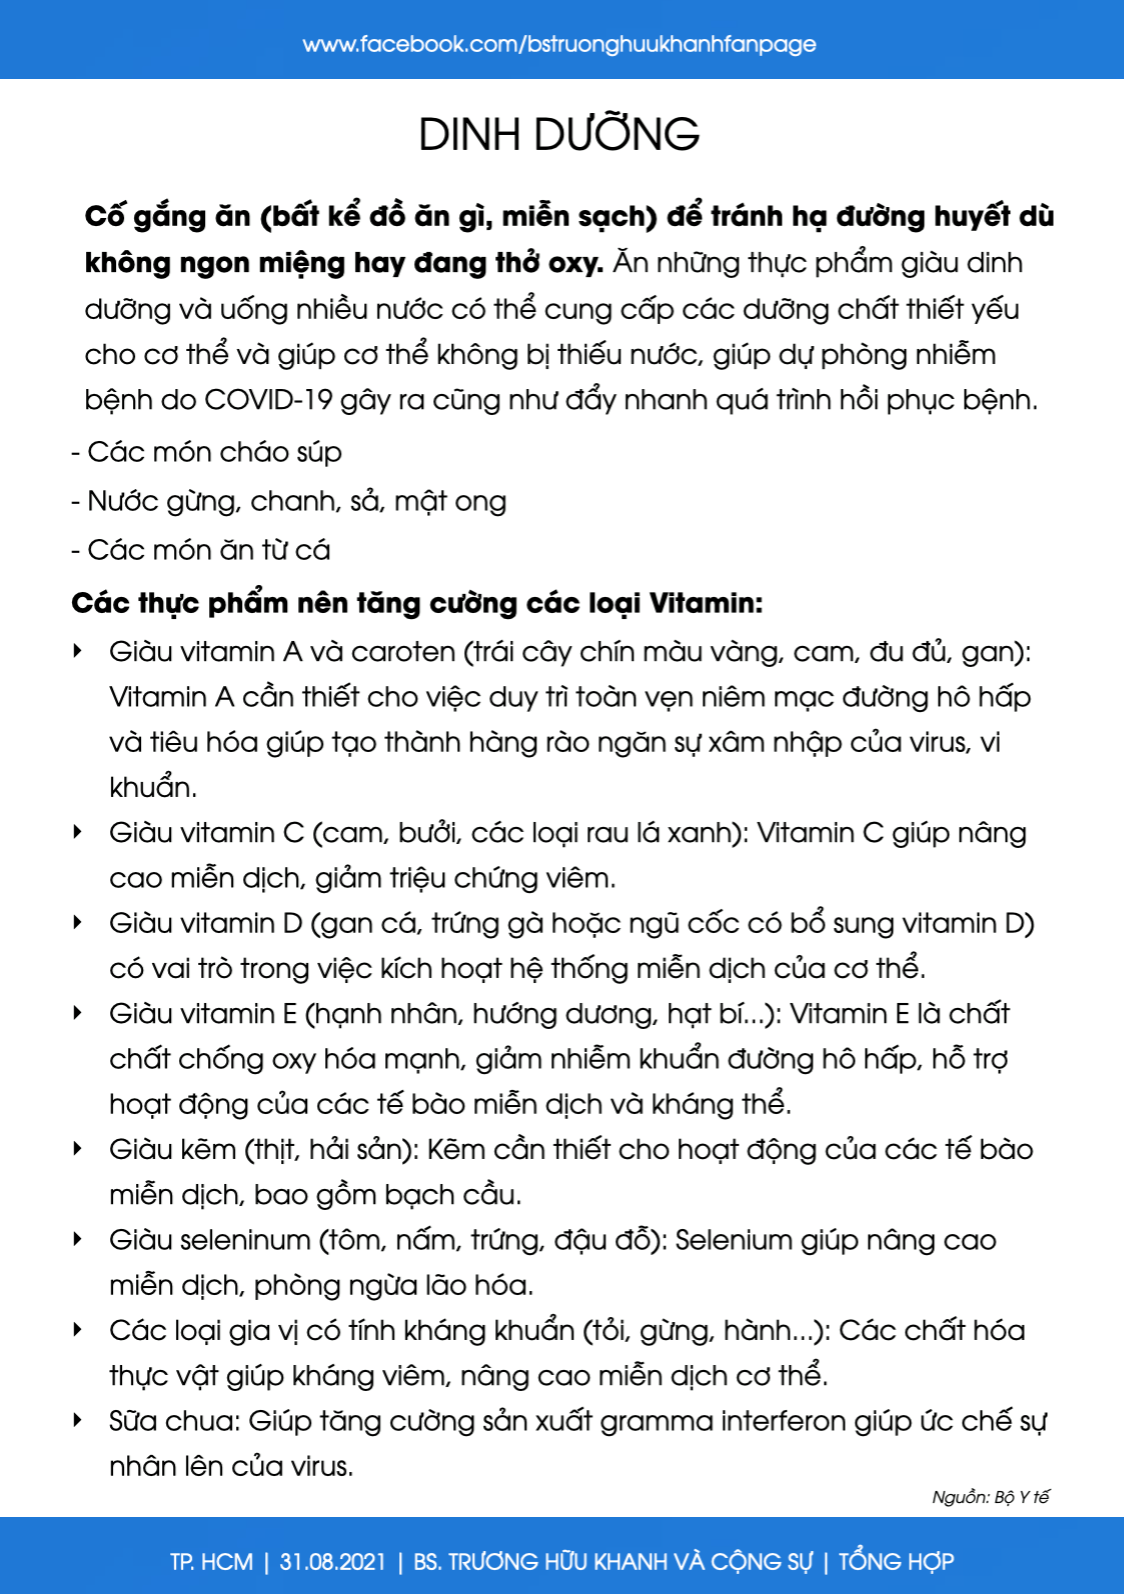 www.facebook.com/bstruonghuukhanhfanpage
DINH DƯỠNG
Cố gắng ăn (bất kể đồ ăn gì, miễn sạch) để tránh hạ đường huyết dù
không ngon miệng hay đang thở oxy. Ăn những thực phẩm giàu dinh
dưỡng và uống nhiều nước có thể cung cấp các dưỡng chất thiết yếu
cho cơ thể và giúp cơ thể không bị thiếu nước, giúp dự phòng nhiễm
bệnh do COVID-19 gây ra cũng như đẩy nhanh quá trình hồi phục bệnh.
- Các món cháo súp
- Nước gừng, chanh, sả, mật ong
- Các món ăn từ cá
Các thực phẩm nên tăng cường các loại Vitamin:
‣ Giàu vitamin A và caroten (trái cây chín màu vàng, cam, đu đủ, gan):
Vitamin A cần thiết cho việc duy trì toàn vẹn niêm mạc đường hô hấp
và tiêu hóa giúp tạo thành hàng rào ngăn sự xâm nhập của virus, vi
khuẩn.
‣ Giàu vitamin C (cam, bưởi, các loại rau lá xanh): Vitamin C giúp nâng
cao miễn dịch, giảm triệu chứng viêm.
‣ Giàu vitamin D (gan cá, trứng gà hoặc ngũ cốc có bổ sung vitamin D)
có vai trò trong việc kích hoạt hệ thống miễn dịch của cơ thể.
‣ Giàu vitamin E (hạnh nhân, hướng dương, hạt bí...): Vitamin E là chất
chất chống oxy hóa mạnh, giảm nhiễm khuẩn đường hô hấp, hỗ trợ
hoạt động của các tế bào miễn dịch và kháng thể.
‣ Giàu kẽm (thịt, hải sản): Kẽm cần thiết cho hoạt động của các tế bào
miễn dịch, bao gồm bạch cầu.
‣ Giàu seleninum (tôm, nấm, trứng, đậu đỗ): Selenium giúp nâng cao
miễn dịch, phòng ngừa lão hóa.
‣ Các loại gia vị có tính kháng khuẩn (tỏi, gừng, hành...): Các chất hóa
thực vật giúp kháng viêm, nâng cao miễn dịch cơ thể.
‣ Sữa chua: Giúp tăng cường sản xuất gramma interferon giúp ức chế sự
nhân lên của virus.
Nguồn: Bộ Y tế
TP. HCM | 31.08.2021 | BS. TRƯƠNG HỮU KHANH VÀ CỘNG SỰ | TỔNG HỢP